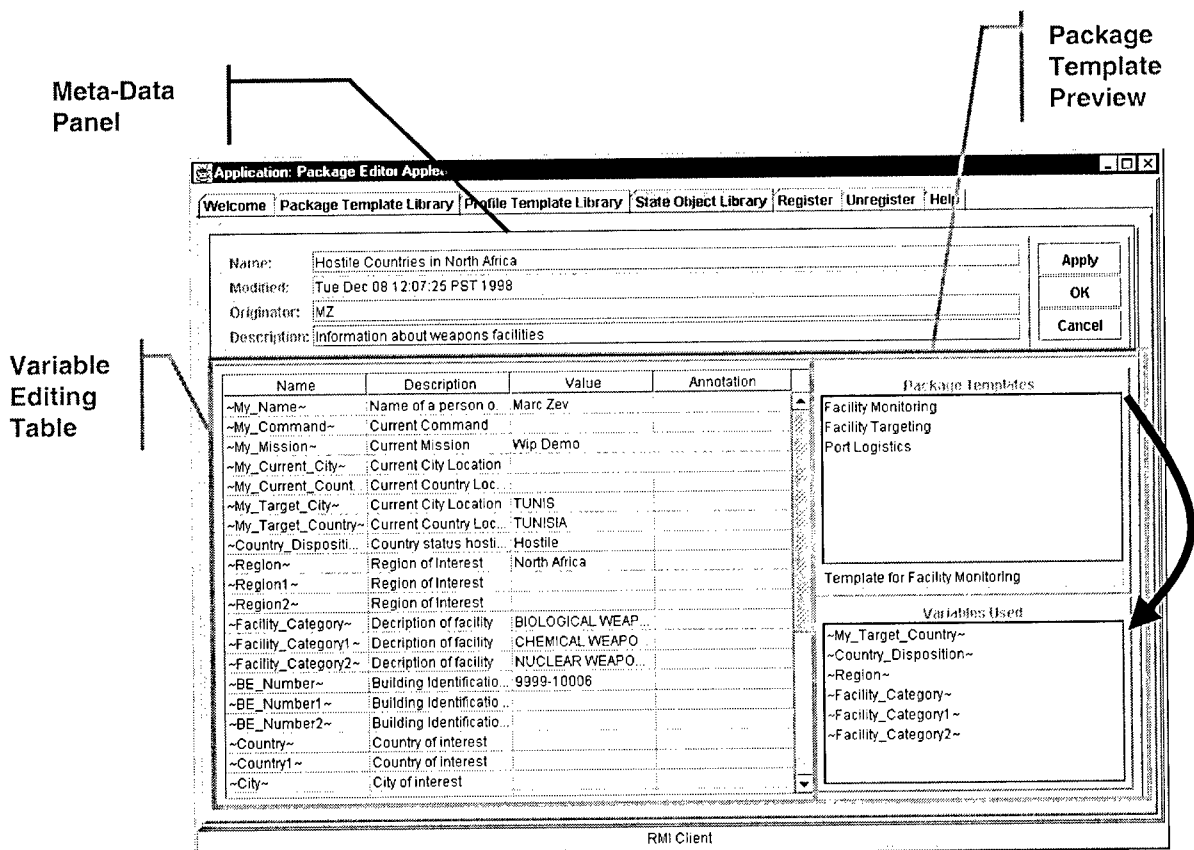 Package
Template
Preview
Meta-Data
Panel
Application: Package Editor Apple
Welcome Package Template Library Profile Template Library State Object Library Register Unregister Help
Name: Hostile Countries in North Africa
Modified: Tue Dec 08 12:07:25 PST 1998
Originator: MZ
Description: Information about weapons facilities
Apply
OK
Cancel
Variable
Editing
Table
Name Description Value Annotation
~My_Name~ Name of a person o. Marc Zev
~My_Command~ Current Command
~My_Mission~ Current Mission Wip Demo
~My_Current_City~ Current City Location
~My_Current_Count. Current Country Loc...
~My_Target_City~ Current City Location TUNIS
~My_Target_Country~ Current Country Loc... TUNISIA
~Country_Dispositi... Country status hosti... Hostile
~Region~ Region of Interest North Africa
~Region1~ Region of Interest
~Region2~ Region of Interest
~Facility_Category~ Decription of facility BIOLOGICAL WEAP...
~Facility_Category1~ Decription of facility CHEMICAL WEAPO
~Facility_Category2~ Decription of facility NUCLEAR WEAPO...
~BE_Number~ Building Identificatio... 9999-10006
~BE_Number1~ Building Identificatio...
~BE_Number2~ Building Identificatio...
~Country~ Country of interest
~Country1~ Country of interest
~City~ City of interest
Package Templates
Facility Monitoring
Facility Targeting
Port Logistics
Template for Facility Monitoring
Variables Used
~My_Target_Country~
~Country_Disposition~
~Region~
~Facility_Category~
~Facility_Category1~
~Facility_Category2~
RMI Client